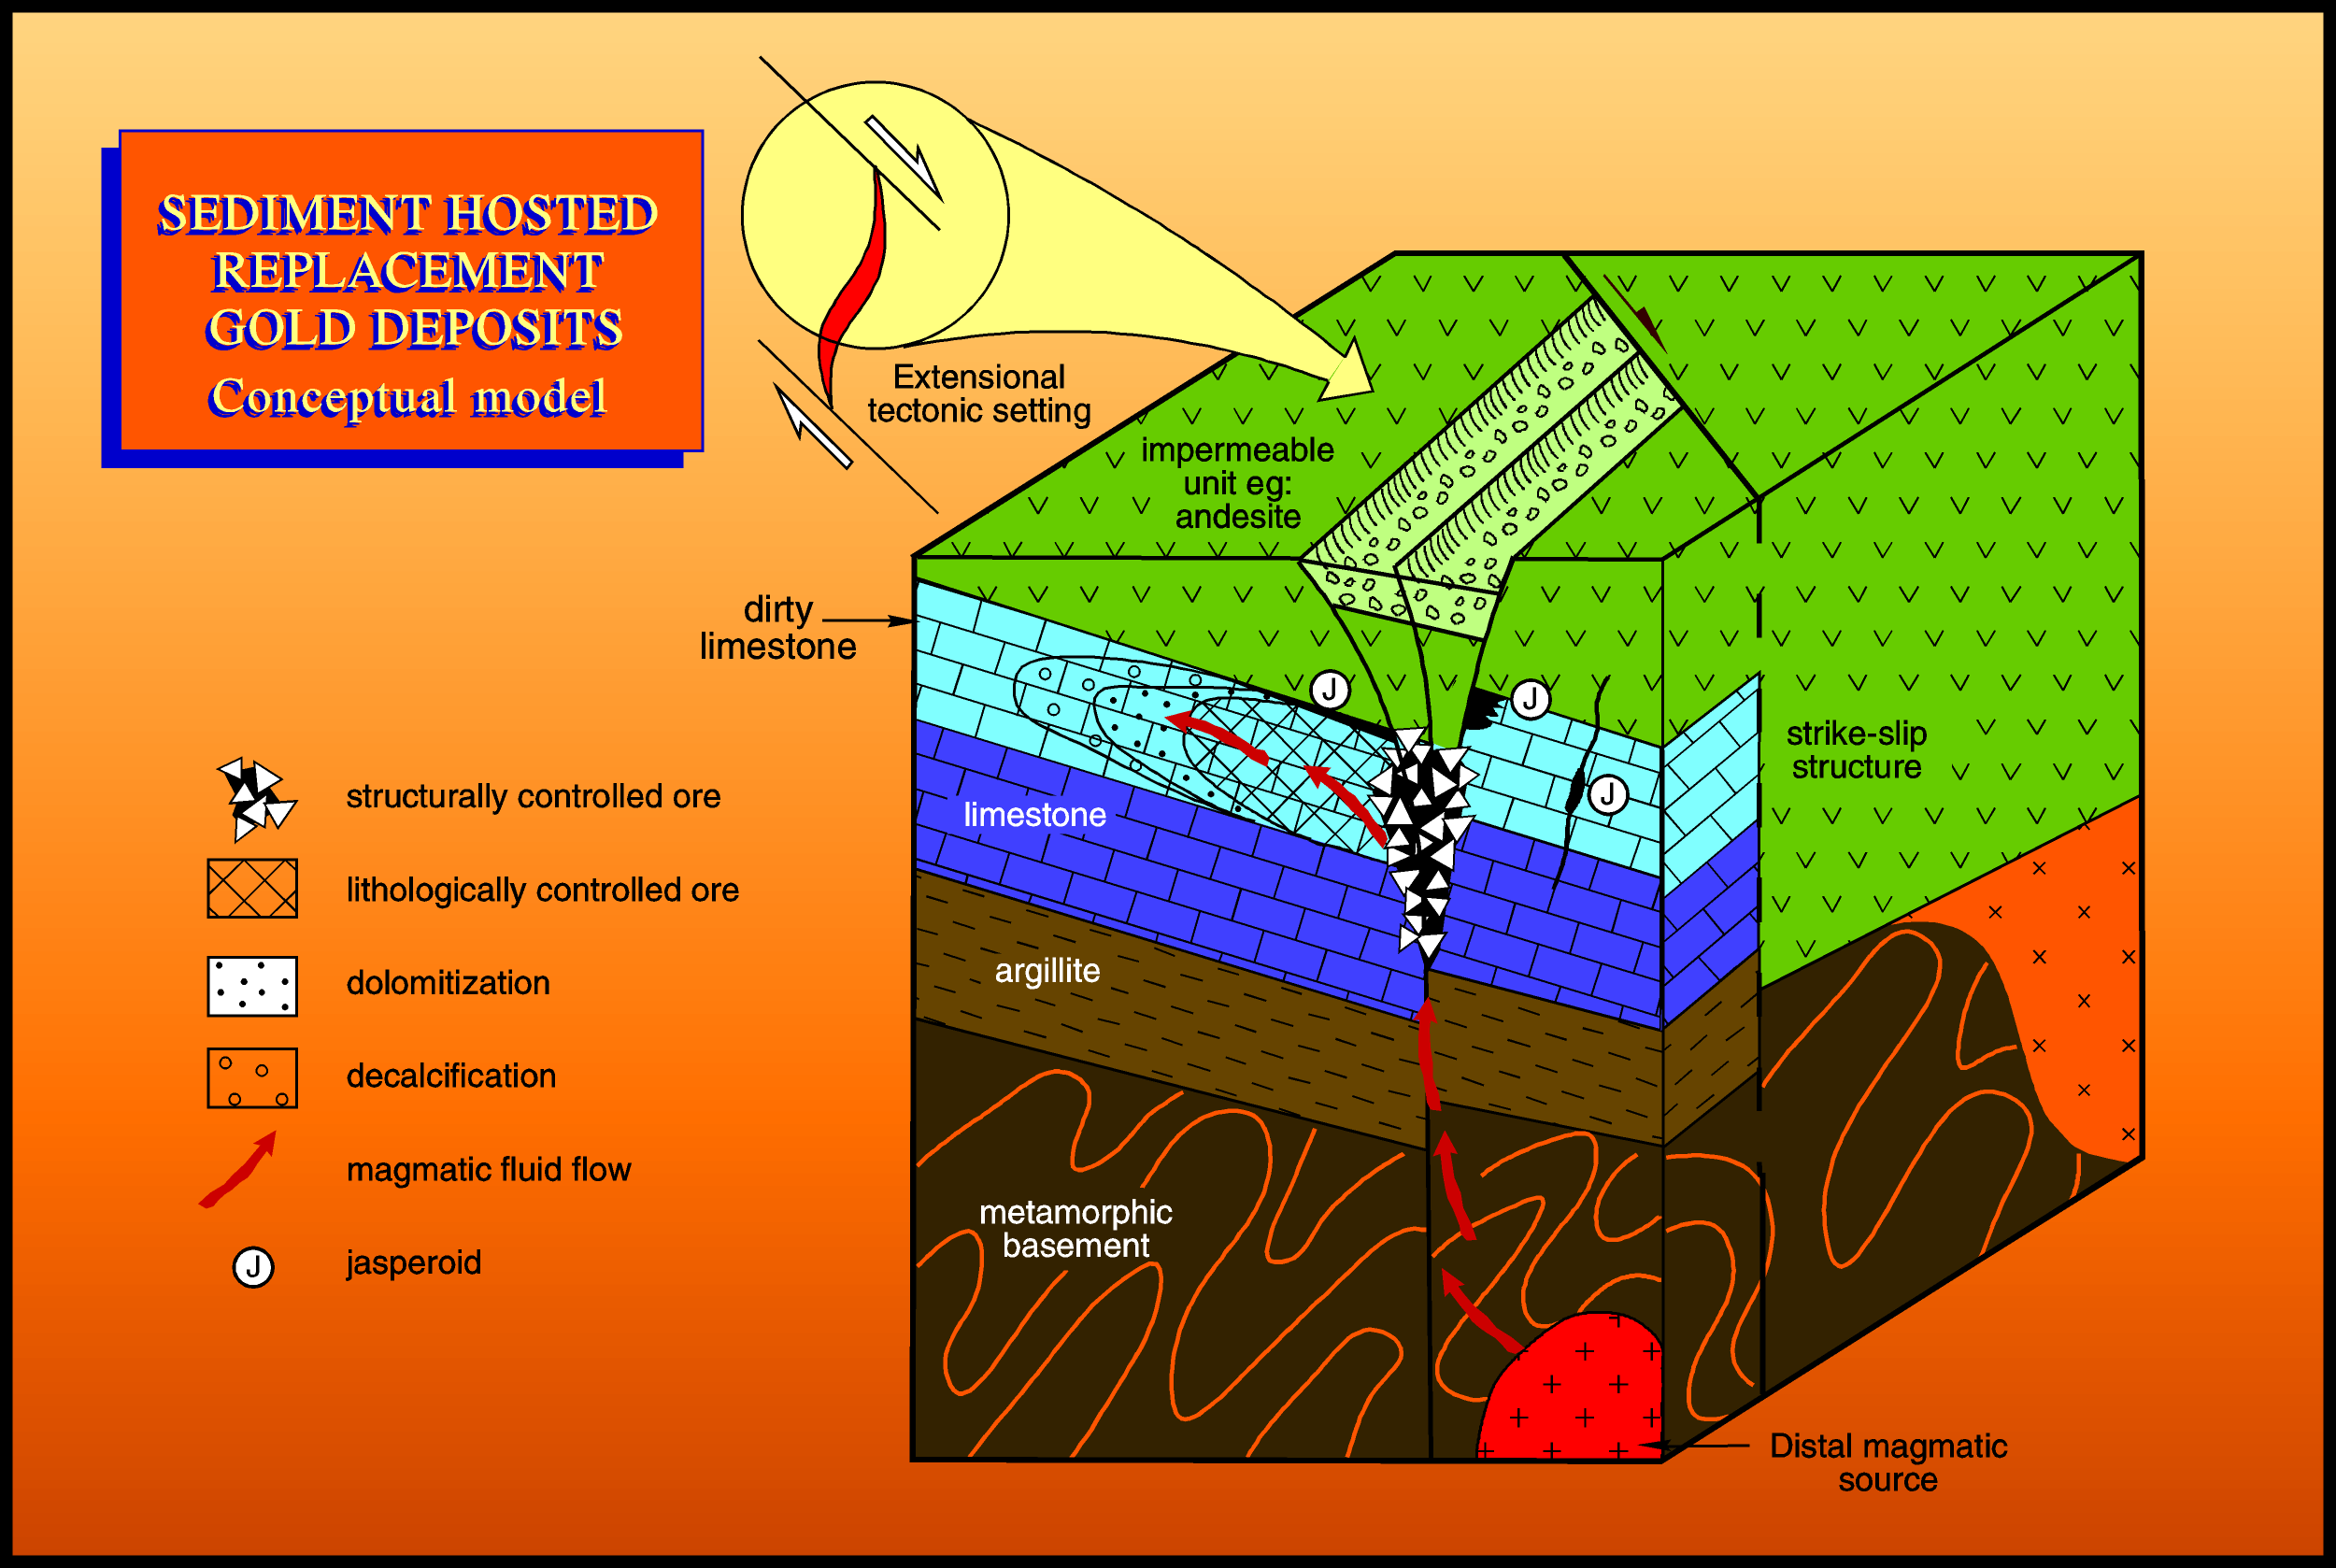 SEDIMENT HOSTED
REPLACEMENT
GOLD DEPOSITS
Conceptual model
Extensional
tectonic setting
impermeable
unit eg:
andesite
dirty
limestone
J
J
J
strike-slip
structure
limestone
argillite
metamorphic
basement
Distal magmatic
source
structurally controlled ore
lithologically controlled ore
dolomitization
decalcification
magmatic fluid flow
J jasperoid